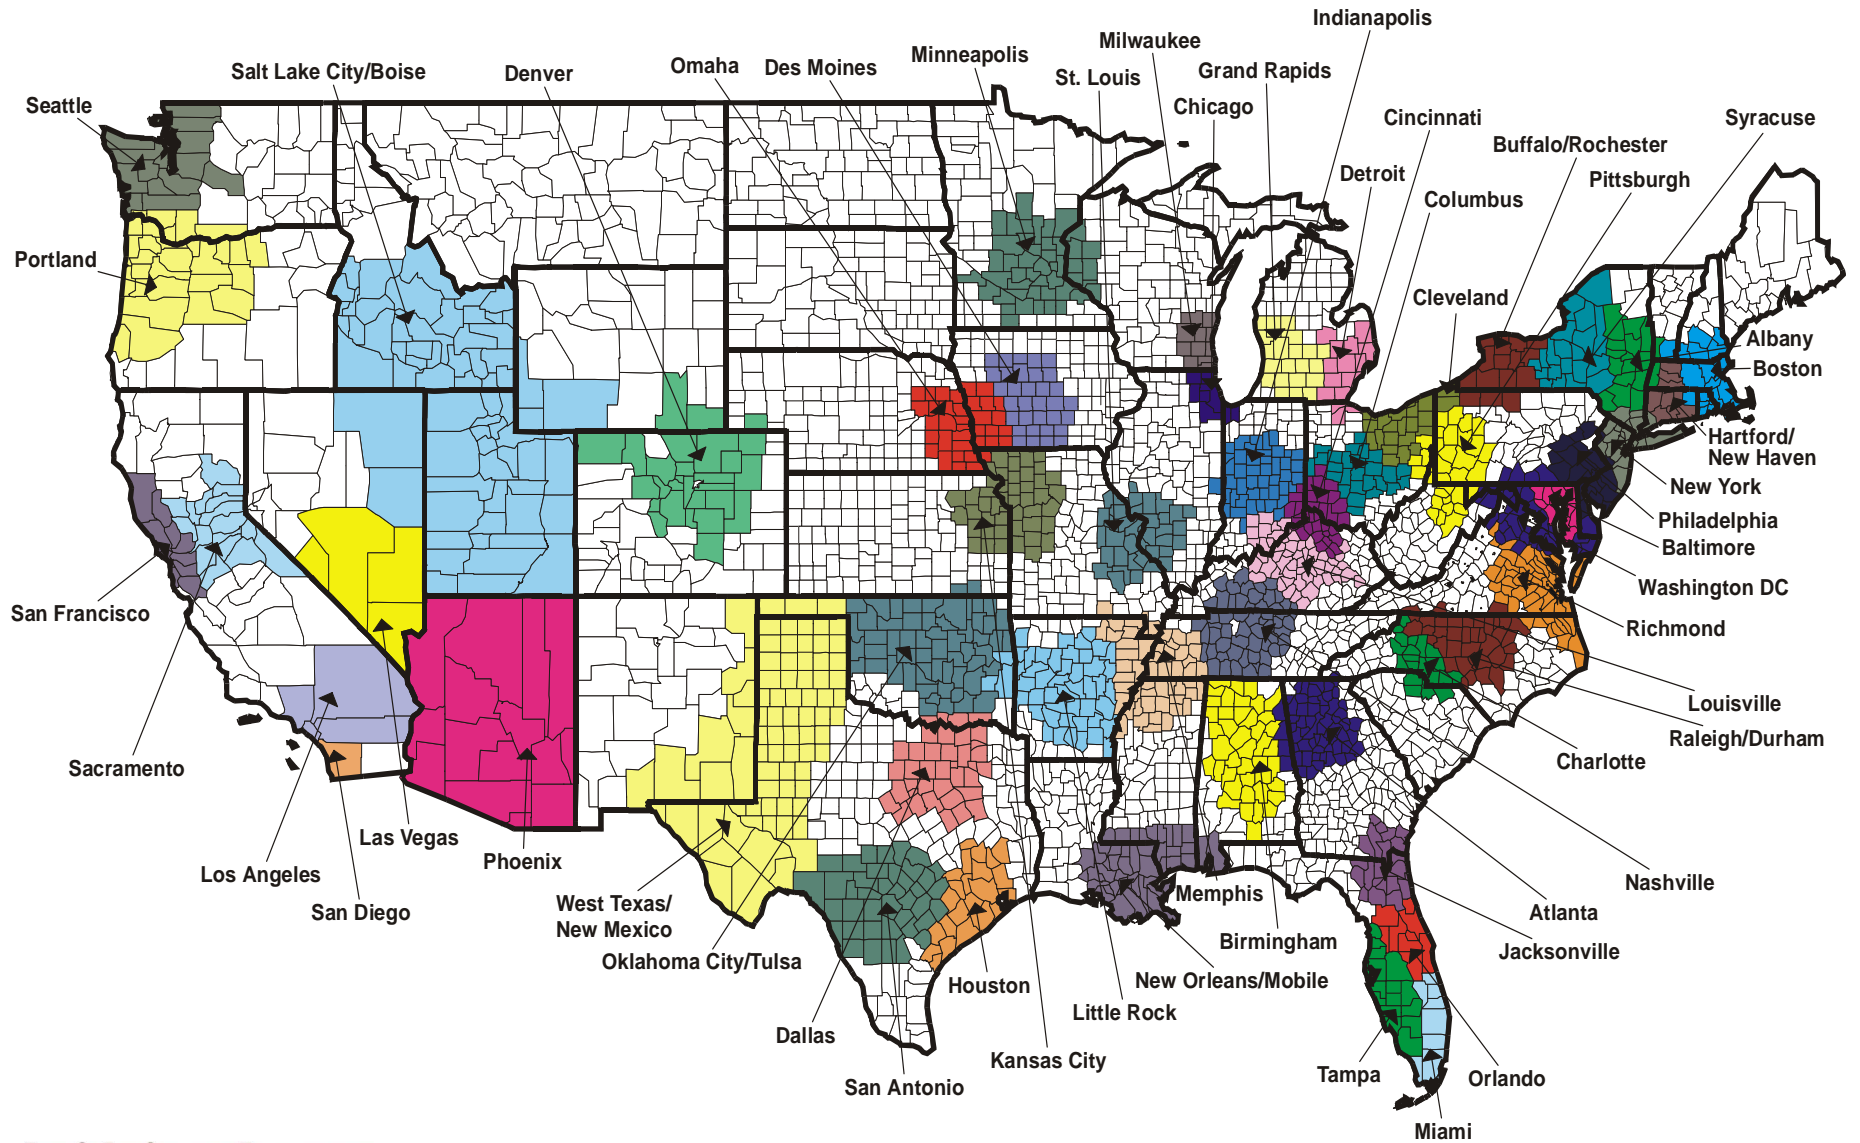 Indianapolis
Milwaukee
Minneapolis
Omaha
Des Moines
Grand Rapids
Salt Lake City/Boise
Denver
St. Louis
Seattle
Chicago
Cincinnati
Syracuse
Buffalo/Rochester
Detroit
Pittsburgh
Columbus
Portland
Cleveland
Albany
Boston
Hartford/
New Haven
New York
Philadelphia
Baltimore
Washington DC
San Francisco
Richmond
Louisville
Raleigh/Durham
Charlotte
Sacramento
Las Vegas
Phoenix
Los Angeles
Nashville
Memphis
San Diego
West Texas/
New Mexico
Atlanta
Birmingham
Jacksonville
Oklahoma City/Tulsa
New Orleans/Mobile
Houston
Little Rock
Dallas
Kansas City
Tampa
Orlando
San Antonio
Miami